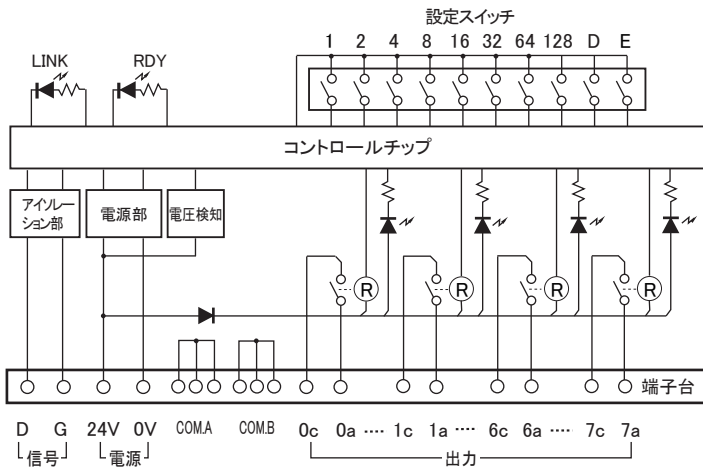 設定スイッチ
1 2 4 8 16 32 64 128 D E
LINK RDY
コントロールチップ
アイソレー
ション部
電源部
電圧検知
R R R R
端子台
D G 24V 0V COM.A COM.B 0c 0a ···· 1c 1a ···· 6c 6a ···· 7c 7a
信号 電源 出力